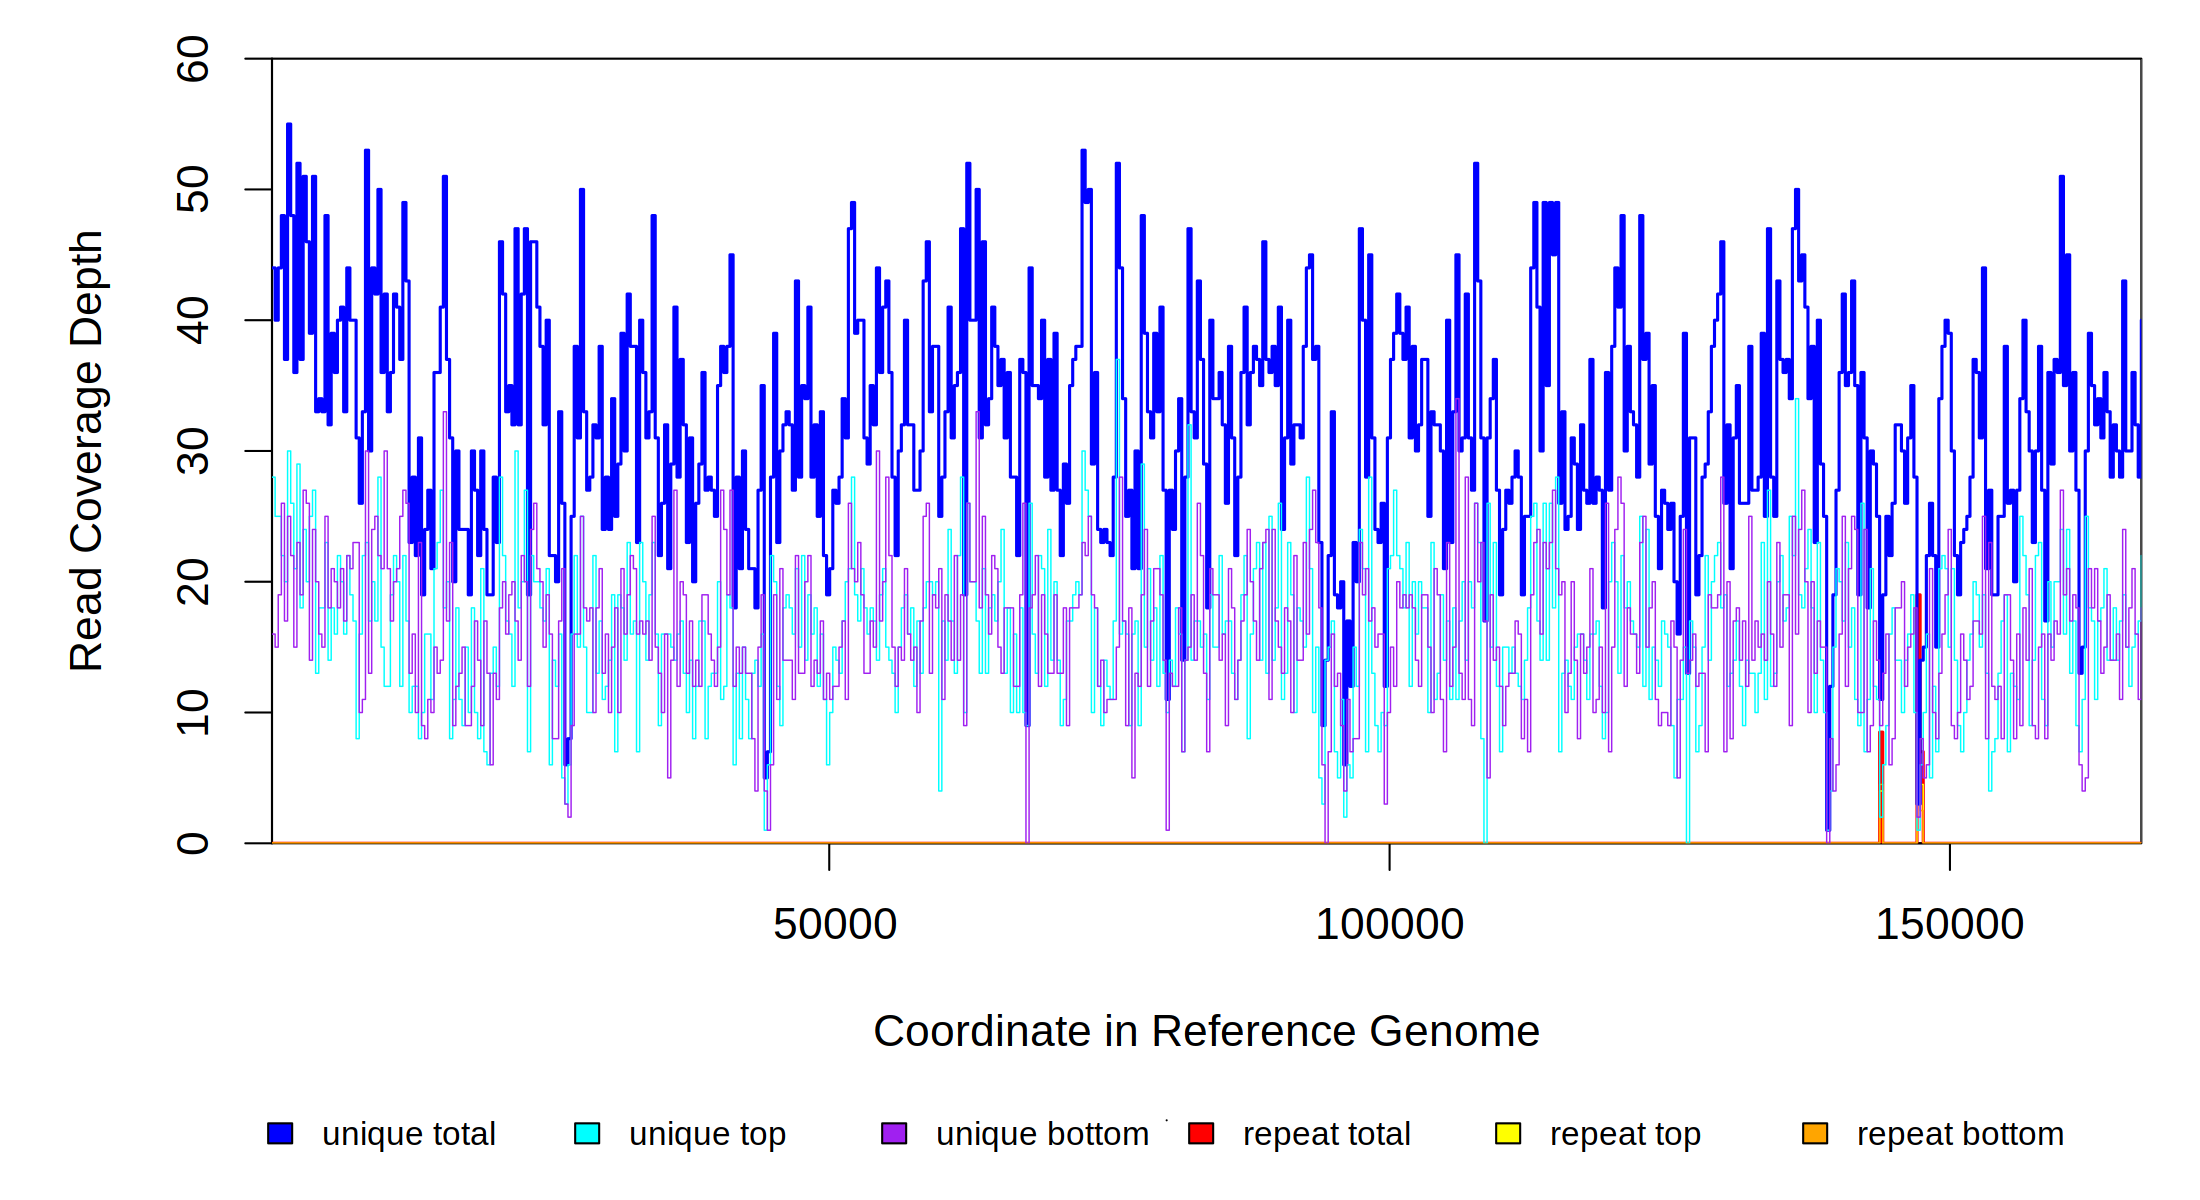 60
50
40
30
20
10
0
Read Coverage Depth
50000 100000 150000
Coordinate in Reference Genome
unique total unique top unique bottom repeat total repeat top repeat bottom